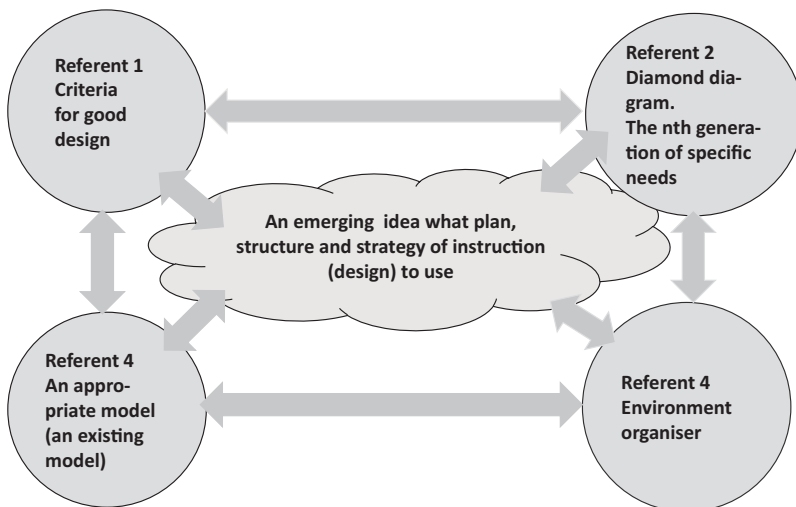 Referent 1
Criteria
for good
design
Referent 2
Diamond dia-
gram.
The nth genera-
tion of specific
needs
An emerging idea what plan,
structure and strategy of instruction
(design) to use
Referent 4
An appro-
priate model
(an existing
model)
Referent 4
Environment
organiser